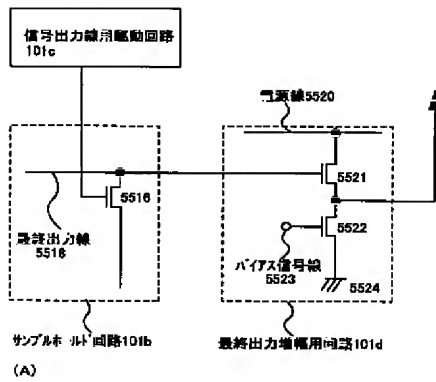 信号出力線用駆動回路
101c
電源線5520
5521
5516
最終出力線
5518
5522
バイアス信号線
5523
5524
サンプルホールド回路101b
最終出力増幅用回路101d
(A)